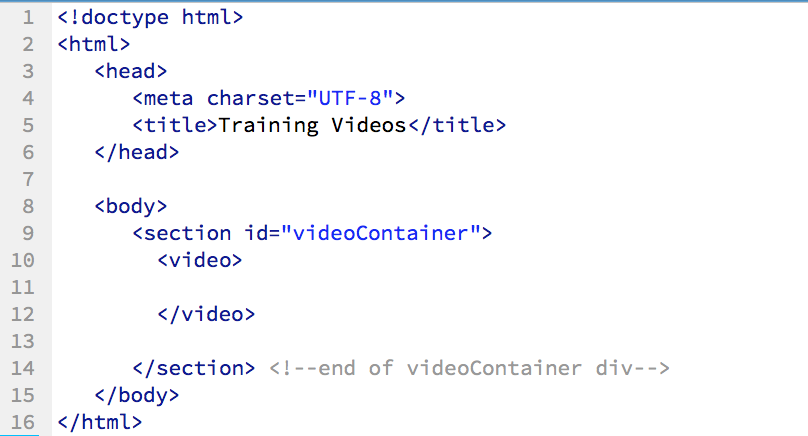 1 <!doctype html>
2 <html>
3 <head>
4 <meta charset="UTF-8">
5 <title>Training Videos</title>
6 </head>
7
8 <body>
9 <section id="videoContainer">
10 <video>
11
12 </video>
13
14 </section> <!--end of videoContainer div-->
15 </body>
16 </html>